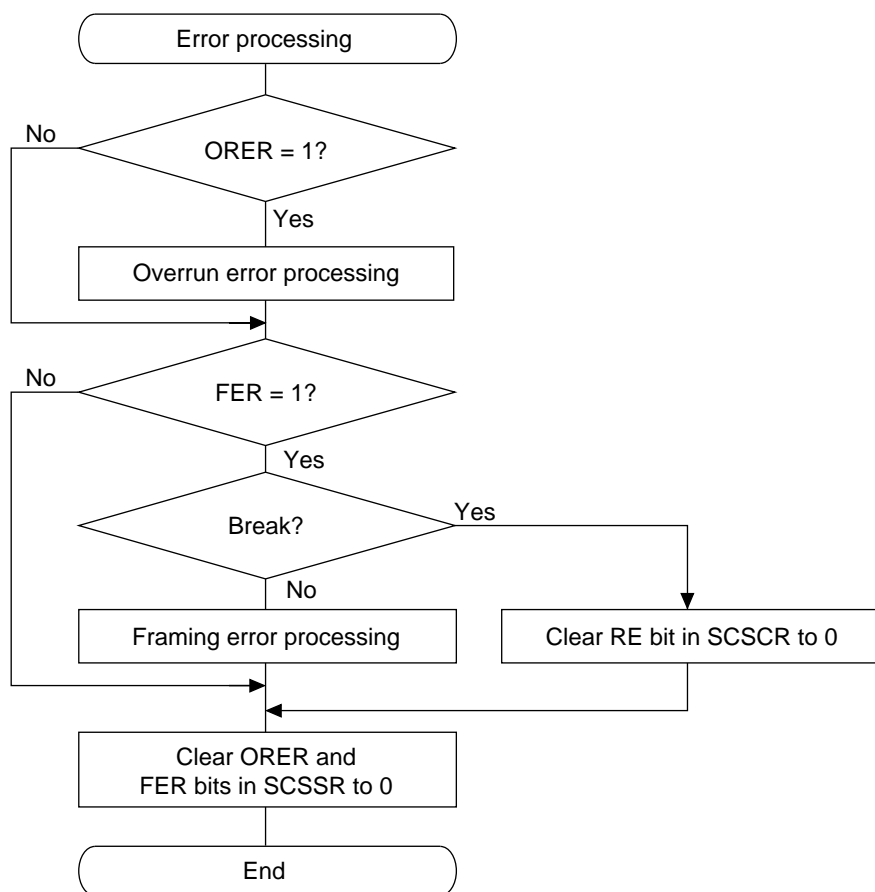 Error processing
No
ORER = 1?
Yes
Overrun error processing
No
FER = 1?
Yes
Yes
Break?
No
Framing error processing
Clear RE bit in SCSCR to 0
Clear ORER and
FER bits in SCSSR to 0
End